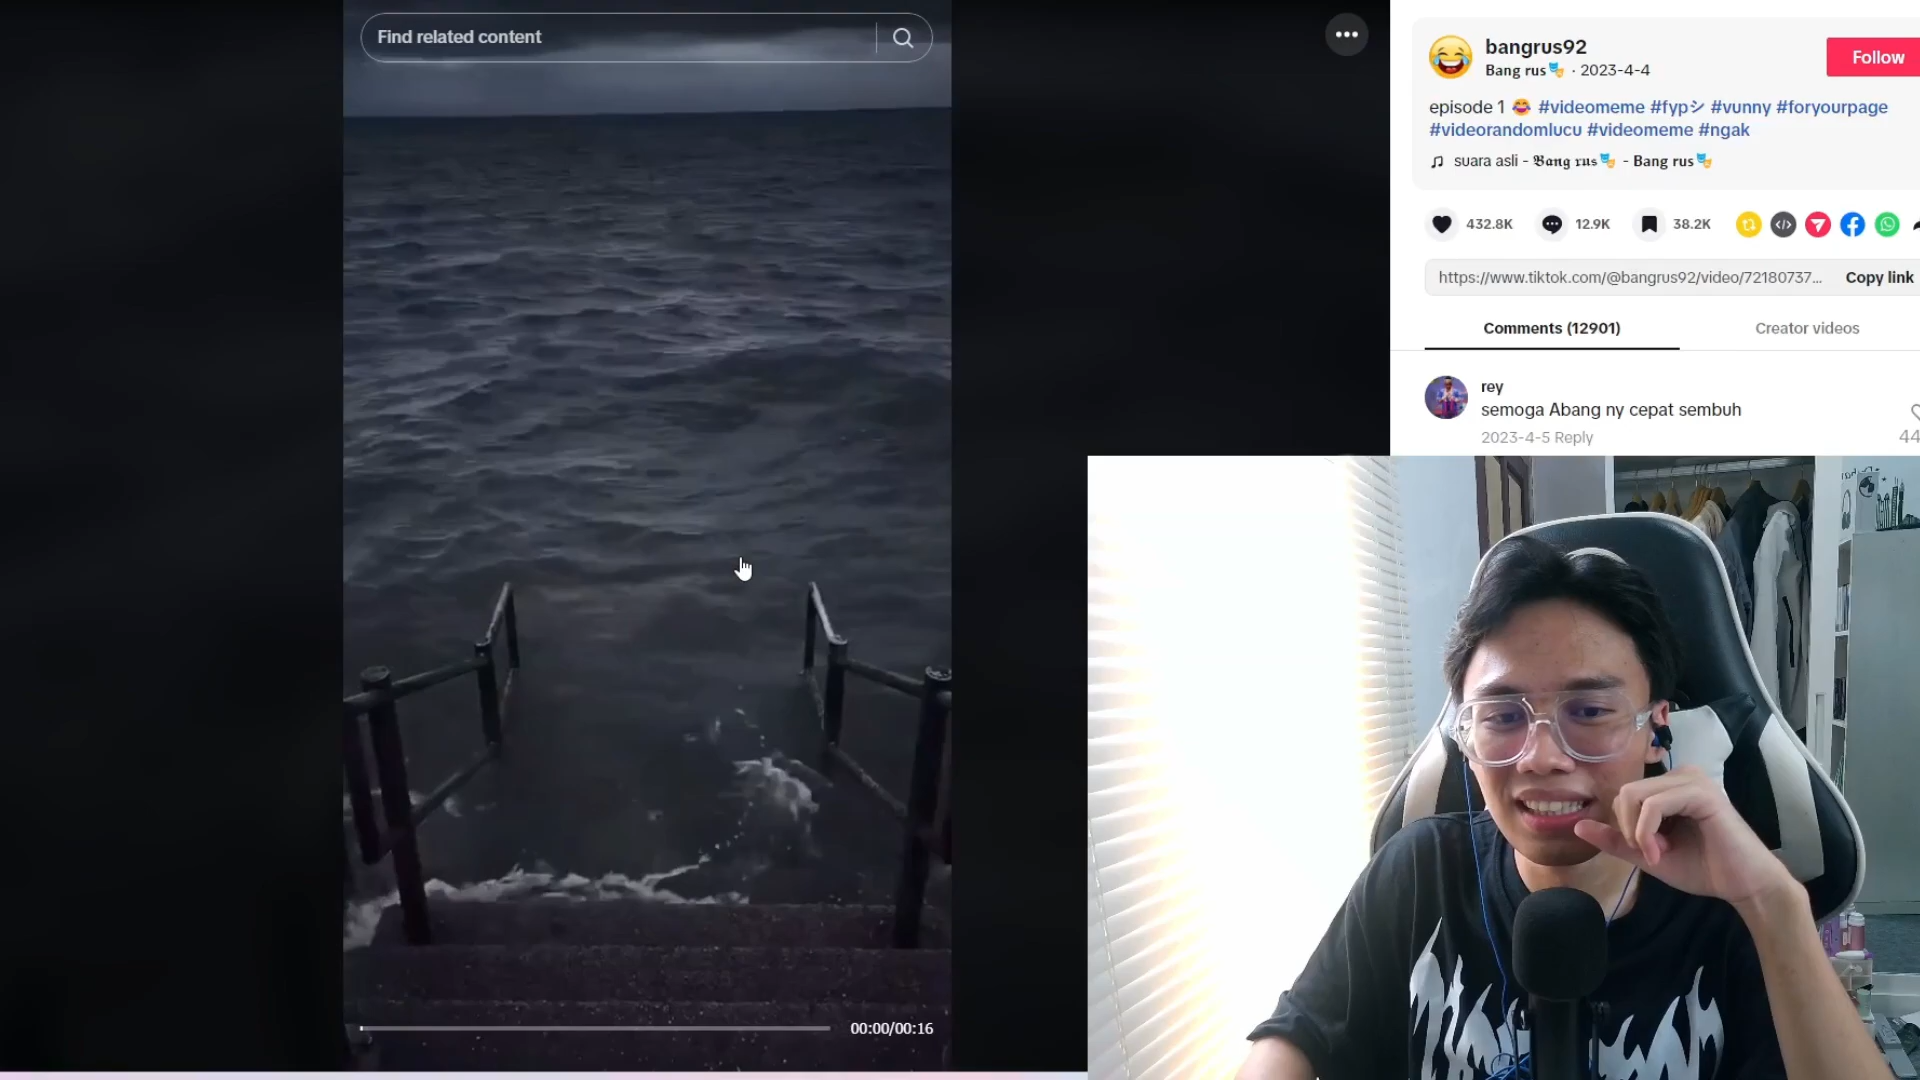 Find related content
bangrus92
Bang rus🎭 · 2023-4-4
Follow
episode 1 😂 #videomeme #fypシ #vunny #foryourpage
#videorandomlucu #videomeme #ngak
suara asli - 𝕭𝖆𝖓𝖌 𝖗𝖚𝖘🎭 - Bang rus🎭
432.8K
12.9K
38.2K
https://www.tiktok.com/@bangrus92/video/72180737...
Copy link
Comments (12901)
Creator videos
rey
semoga Abang ny cepat sembuh
2023-4-5 Reply
44
00:00/00:16